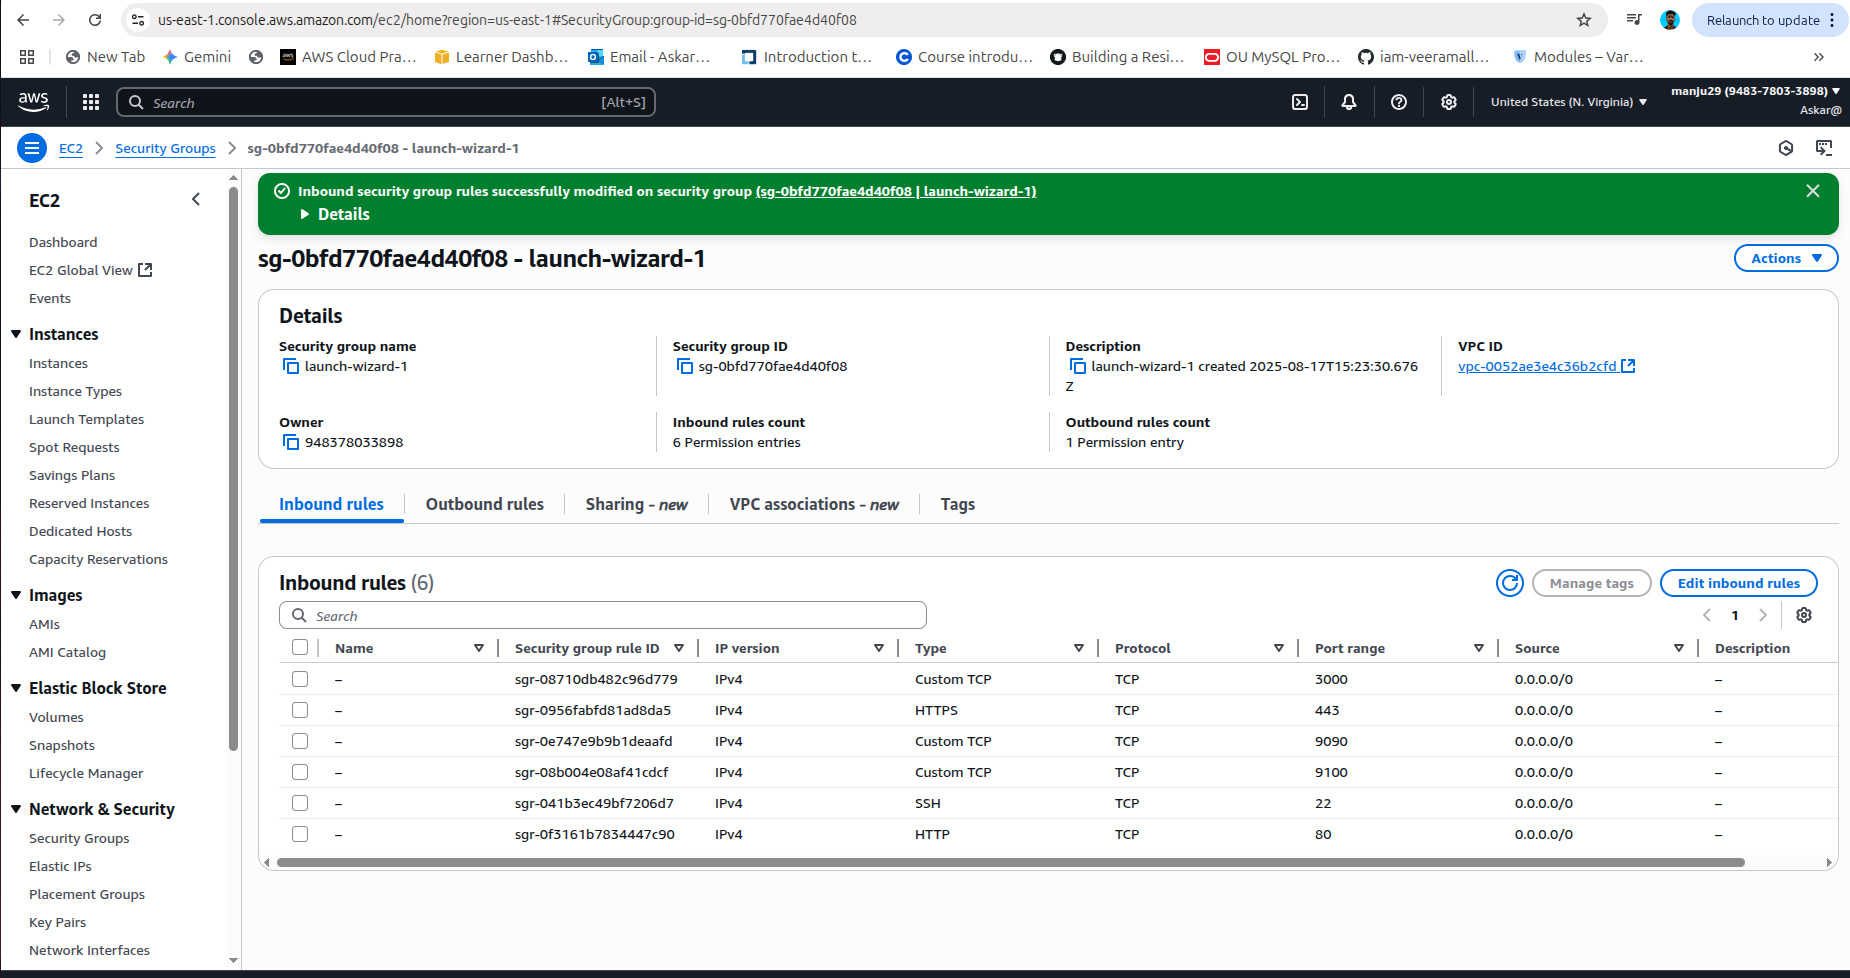 us-east-1.console.aws.amazon.com/ec2/home?region=us-east-1#SecurityGroup:group-id=sg-0bfd770fae4d40f08
Relaunch to update
New Tab
Gemini
AWS Cloud Pra...
Learner Dashb...
Email - Askar...
Introduction t...
Course introdu...
Building a Resi...
OU MySQL Pro...
iam-veeramall...
Modules – Var...
aws
Search
[Alt+S]
United States (N. Virginia)
manju29 (9483-7803-3898)
Askar@
EC2
Security Groups
sg-0bfd770fae4d40f08 - launch-wizard-1
EC2
Dashboard
EC2 Global View
Events
Instances
Instances
Instance Types
Launch Templates
Spot Requests
Savings Plans
Reserved Instances
Dedicated Hosts
Capacity Reservations
Images
AMIs
AMI Catalog
Elastic Block Store
Volumes
Snapshots
Lifecycle Manager
Network & Security
Security Groups
Elastic IPs
Placement Groups
Key Pairs
Network Interfaces
Inbound security group rules successfully modified on security group (sg-0bfd770fae4d40f08 | launch-wizard-1)
Details
sg-0bfd770fae4d40f08 - launch-wizard-1
Actions
Details
Security group name
launch-wizard-1
Security group ID
sg-0bfd770fae4d40f08
Description
launch-wizard-1 created 2025-08-17T15:23:30.676
Z
VPC ID
vpc-0052ae3e4c36b2cfd
Owner
948378033898
Inbound rules count
6 Permission entries
Outbound rules count
1 Permission entry
Inbound rules
Outbound rules
Sharing - new
VPC associations - new
Tags
Inbound rules (6)
Manage tags
Edit inbound rules
Search
1
Name Security group rule ID IP version Type Protocol Port range Source Description
– sgr-08710db482c96d779 IPv4 Custom TCP TCP 3000 0.0.0.0/0 –
– sgr-0956fabfd81ad8da5 IPv4 HTTPS TCP 443 0.0.0.0/0 –
– sgr-0e747e9b9b1deaafd IPv4 Custom TCP TCP 9090 0.0.0.0/0 –
– sgr-08b004e08af41cdcf IPv4 Custom TCP TCP 9100 0.0.0.0/0 –
– sgr-041b3ec49bf7206d7 IPv4 SSH TCP 22 0.0.0.0/0 –
– sgr-0f3161b7834447c90 IPv4 HTTP TCP 80 0.0.0.0/0 –